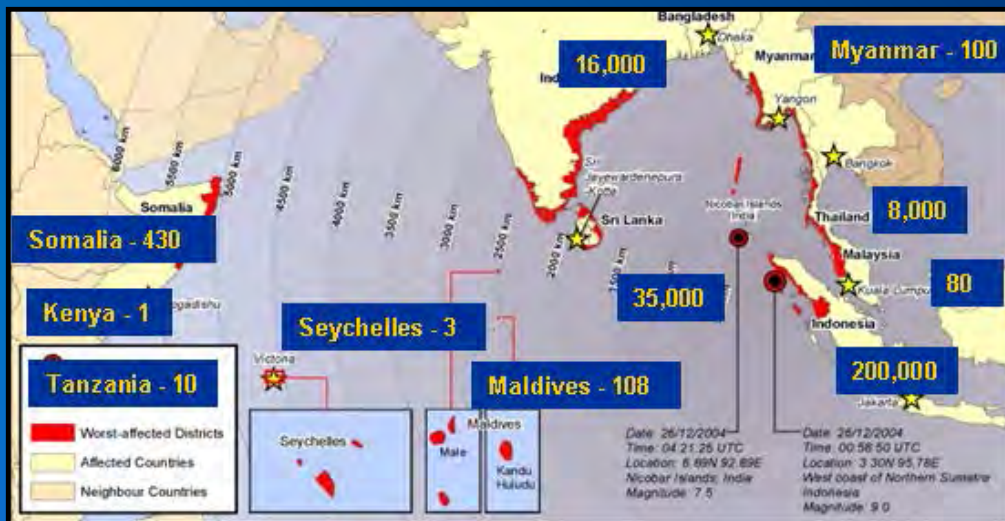 Bangladesh
Dhaka
16,000
Myanmar
Myanmar - 100
Yangon
6000 km
5500 km
5000 km
4500 km
4000 km
3500 km
3000 km
2500 km
2000 km
Sri
Jayewardenepura
-Kotte
Nicobar Islands
(India)
Bangkok
Somalia
Sri Lanka
Thailand
8,000
Somalia - 430
Malaysia
35,000
Kuala Lumpur
80
Kenya - 1
Seychelles - 3
Indonesia
Victoria
Tanzania - 10
Maldives - 108
200,000
Jakarta
Worst-affected Districts
Affected Countries
Neighbour Countries
Seychelles
Maldives
Male
Kandu
Huludu
Date: 26/12/2004
Time: 04:21:25 UTC
Location: 6.89N 92.89E
Nicobar Islands, India
Magnitude: 7.5
Date: 26/12/2004
Time: 00:58:50 UTC
Location: 3.30N 95.78E
West coast of Northern Sumatra
Indonesia
Magnitude: 9.0